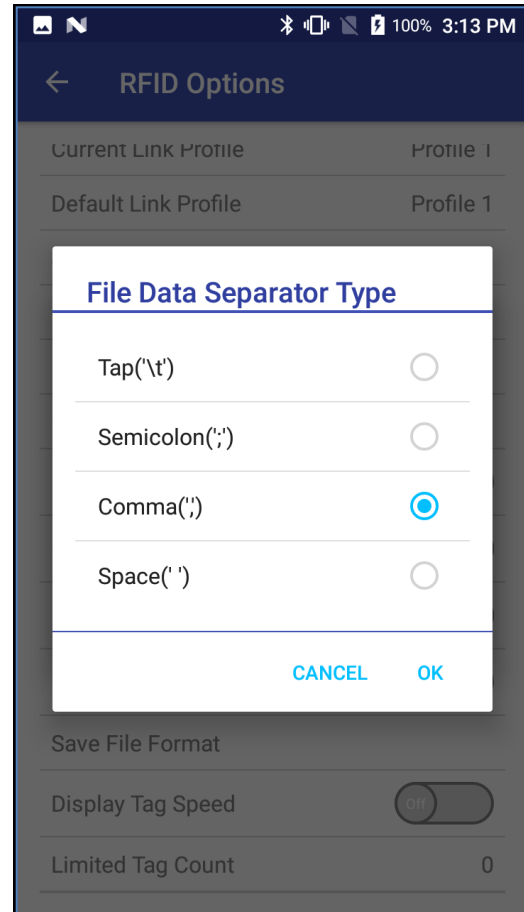 100% 3:13 PM
RFID Options
Current Link Profile Profile 1
Default Link Profile Profile 1
File Data Separator Type
Tap('\t')
Semicolon(';')
Comma(',')
Space(' ')
CANCEL OK
Save File Format
Display Tag Speed Off
Limited Tag Count 0